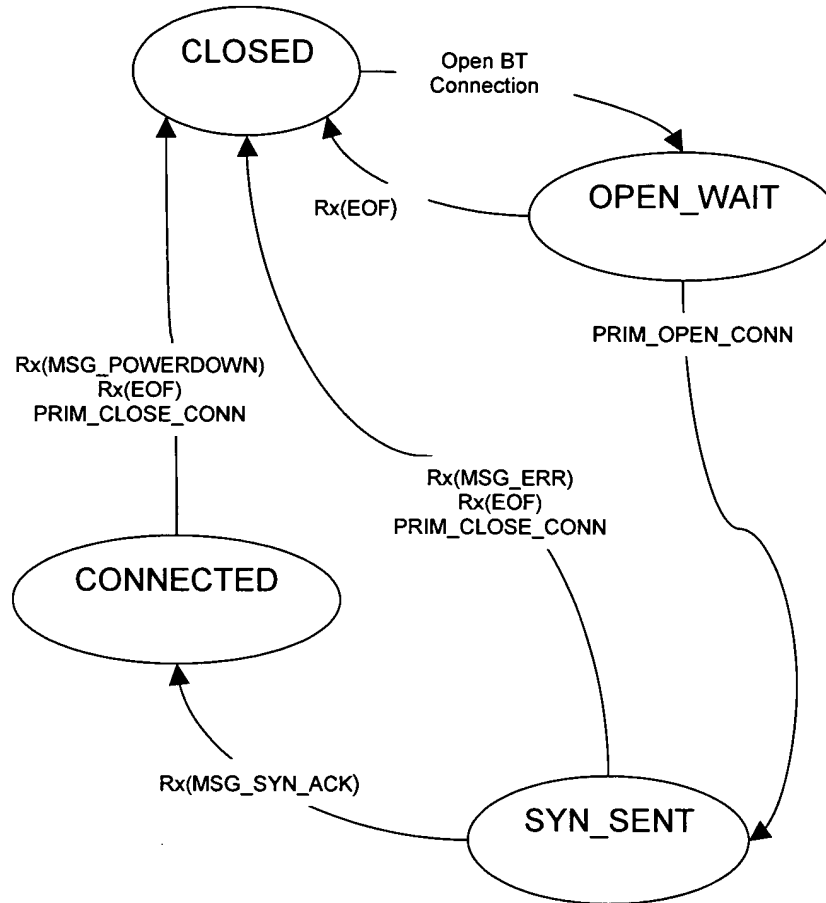 CLOSED
Open BT
Connection
OPEN_WAIT
Rx(EOF)
PRIM_OPEN_CONN
Rx(MSG_POWERDOWN)
Rx(EOF)
PRIM_CLOSE_CONN
Rx(MSG_ERR)
Rx(EOF)
PRIM_CLOSE_CONN
CONNECTED
Rx(MSG_SYN_ACK)
SYN_SENT